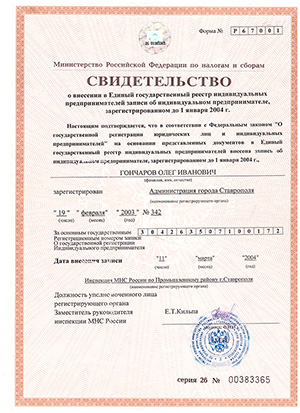 Форма № Р 6 7 0 0 1
Министерство Российской Федерации по налогам и сборам
СВИДЕТЕЛЬСТВО
о внесении в Единый государственный реестр индивидуальных
предпринимателей записи об индивидуальном предпринимателе,
зарегистрированном до 1 января 2004 г.
Настоящим подтверждается, что в соответствии с Федеральным законом "О
государственной регистрации юридических лиц и индивидуальных
предпринимателей" на основании представленных документов в Единый
государственный реестр индивидуальных предпринимателей внесена запись об
индивидуальном предпринимателе, зарегистрированном до 1 января 2004 г.,
ГОНЧАРОВ ОЛЕГ ИВАНОВИЧ
(фамилия, имя, отчество)
зарегистрирован Администрация города Ставрополя
(наименование регистрирующего органа)
"19" "февраля" "2003" № 342
(число) (месяц) (год)
За основным государственным
Регистрационным номером записи
О государственной регистрации
Индивидуального предпринимателя
3 0 4 2 6 3 5 0 7 1 0 0 1 7 2
Дата внесения записи "11" "марта" "2004"
(число) (месяц) (год)
Инспекция МНС России по Промышленному району г.Ставрополя
(наименование регистрирующего органа)
Должность уполномоченного лица
регистрирующего органа
Заместитель руководителя Е.Т.Кильпа
инспекции МНС России
серия 26 № 00383365